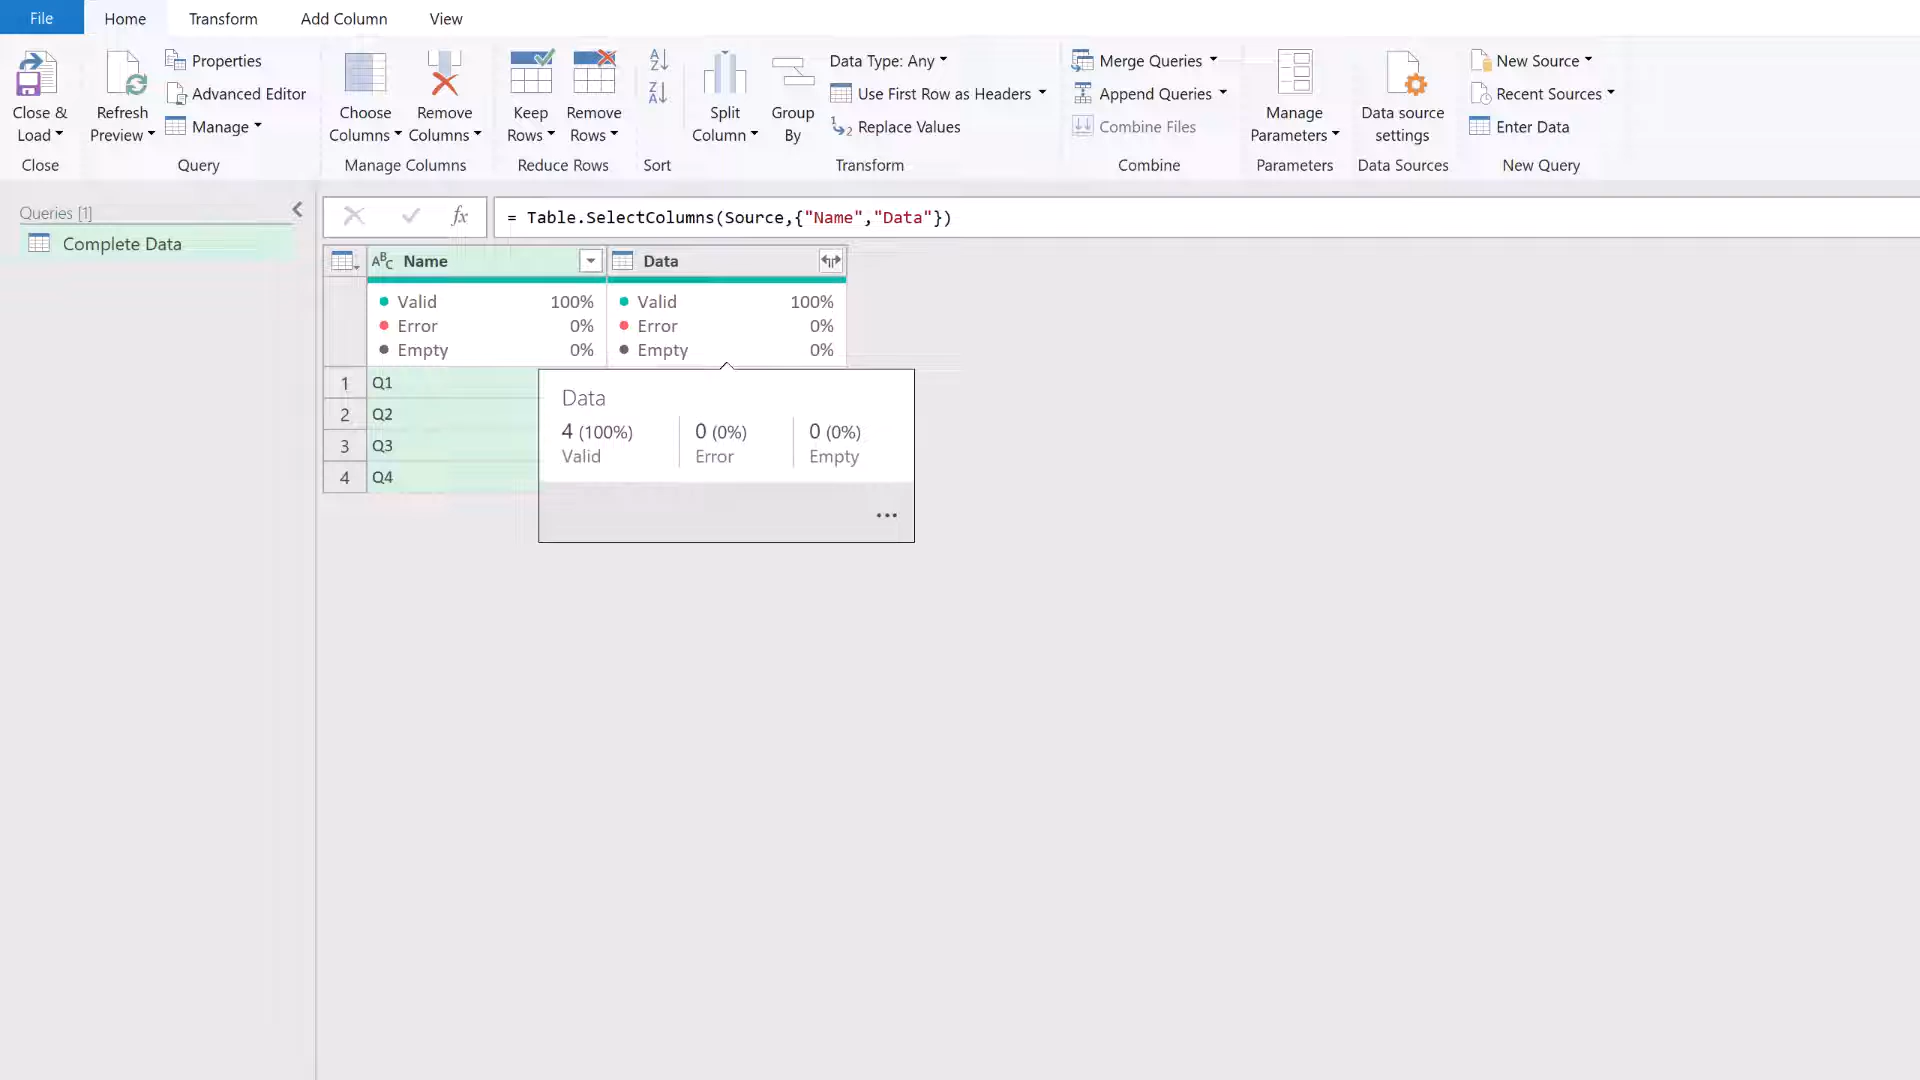 File Home Transform Add Column View
Close & Load
Close
Refresh Preview
Properties
Advanced Editor
Manage
Query
Choose Columns
Remove Columns
Manage Columns
Keep Rows
Remove Rows
Reduce Rows
A Z
Z A
Sort
Split Column
Group By
Data Type: Any
Use First Row as Headers
1 2 Replace Values
Transform
Merge Queries
Append Queries
Combine Files
Combine
Manage Parameters
Parameters
Data source settings
Data Sources
New Source
Recent Sources
Enter Data
New Query
Queries [1]
Complete Data
fx
= Table.SelectColumns(Source,{"Name","Data"})
ABC Name Data
Valid 100% Valid 100%
Error 0% Error 0%
Empty 0% Empty 0%
1 Q1
2 Q2
3 Q3
4 Q4
Data
4 (100%) 0 (0%) 0 (0%)
Valid Error Empty